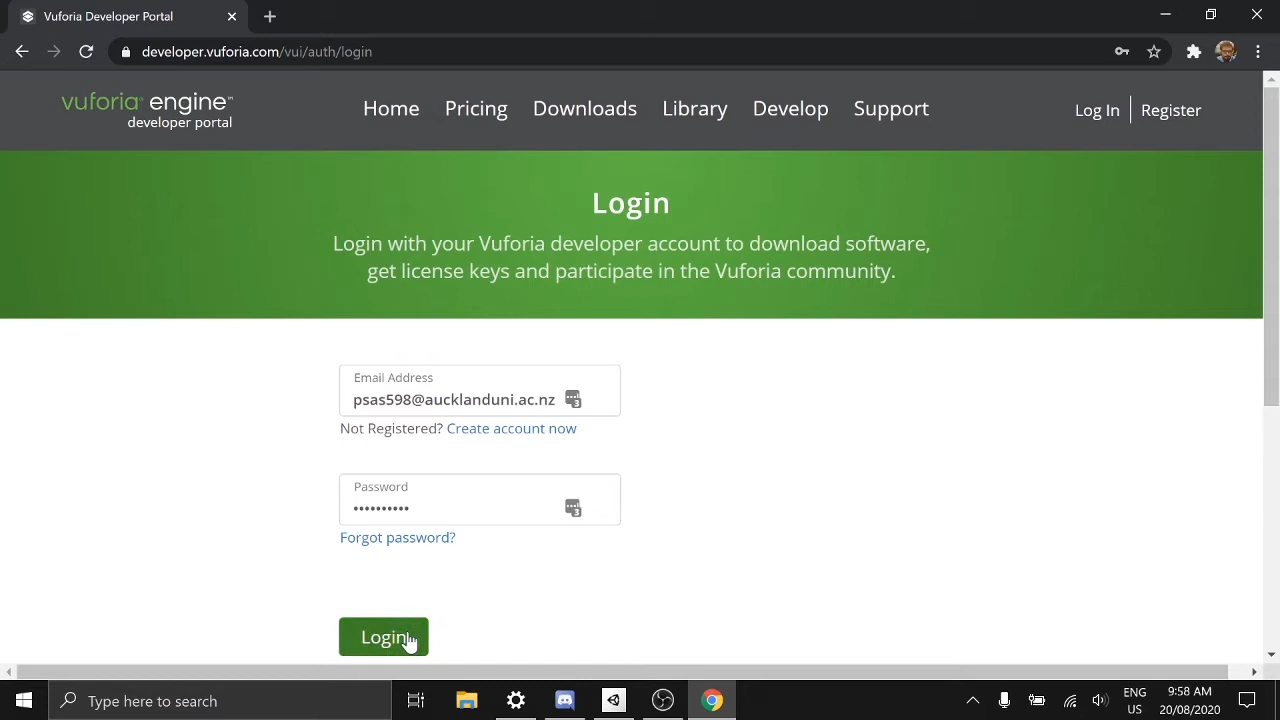 Vuforia Developer Portal
developer.vuforia.com/vui/auth/login
vuforia engine™
developer portal
Home Pricing Downloads Library Develop Support
Log In Register
Login
Login with your Vuforia developer account to download software,
get license keys and participate in the Vuforia community.
Email Address
psas598@aucklanduni.ac.nz
3
Not Registered? Create account now
Password
••••••••••
3
Forgot password?
Login
Type here to search
ENG
US
9:58 AM
20/08/2020